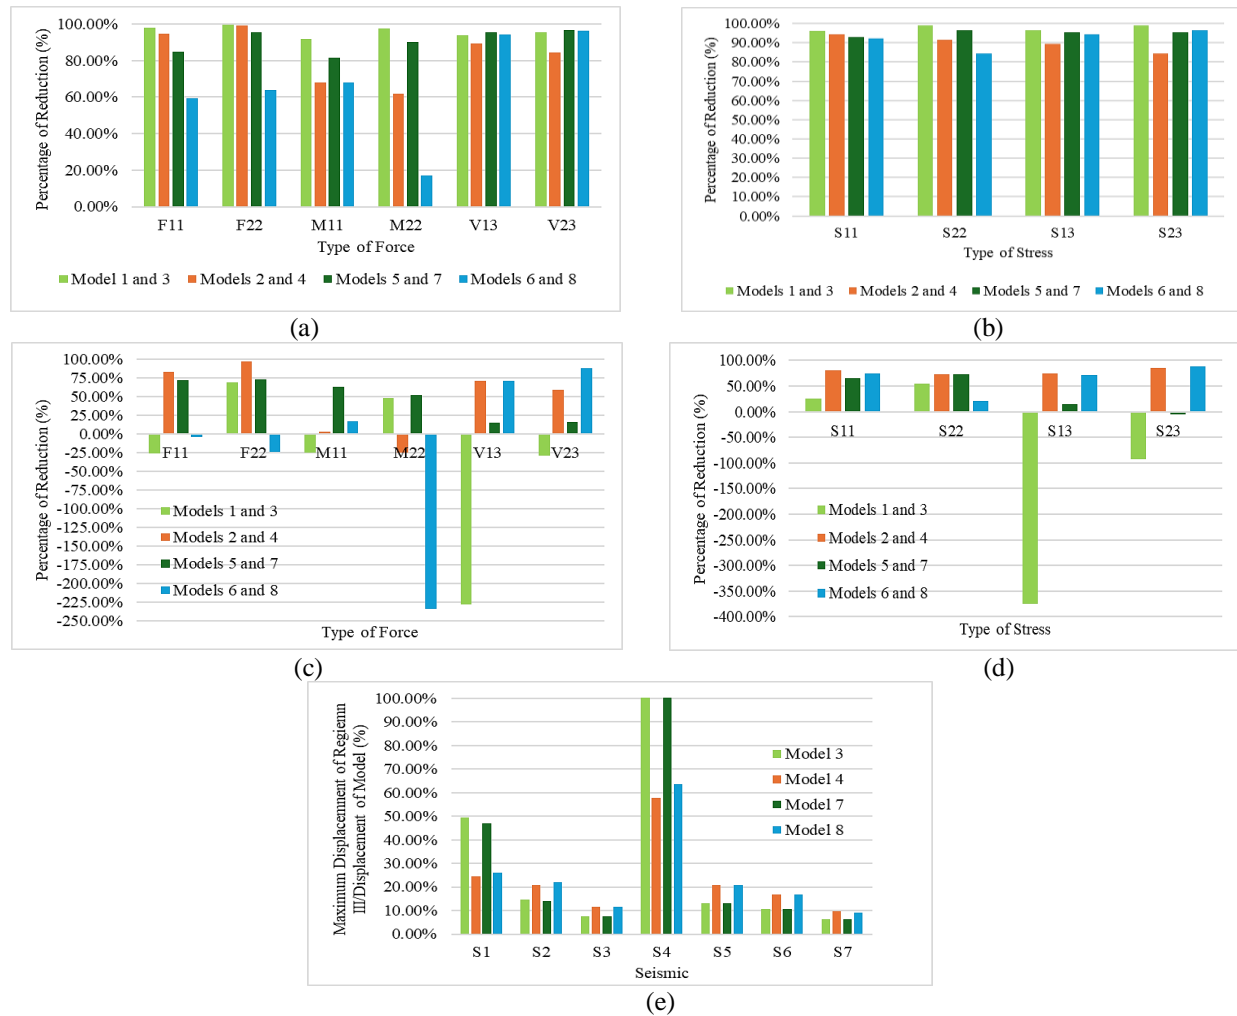 Percentage of Reduction (%)
100.00%
80.00%
60.00%
40.00%
20.00%
0.00%
F11 F22 M11 M22 V13 V23
Type of Force
Model 1 and 3 Models 2 and 4 Models 5 and 7 Models 6 and 8
(a)
Percentage of Reduction (%)
100.00%
90.00%
80.00%
70.00%
60.00%
50.00%
40.00%
30.00%
20.00%
10.00%
0.00%
S11 S22 S13 S23
Type of Stress
Models 1 and 3 Models 2 and 4 Models 5 and 7 Models 6 and 8
(b)
Percentage of Reduction (%)
100.00%
75.00%
50.00%
25.00%
0.00%
-25.00%
-50.00%
-75.00%
-100.00%
-125.00%
-150.00%
-175.00%
-200.00%
-225.00%
-250.00%
F11 F22 M11 M22 V13 V23
Models 1 and 3
Models 2 and 4
Models 5 and 7
Models 6 and 8
Type of Force
(c)
Percentage of Reduction (%)
100.00%
50.00%
0.00%
-50.00%
-100.00%
-150.00%
-200.00%
-250.00%
-300.00%
-350.00%
-400.00%
S11 S22 S13 S23
Models 1 and 3
Models 2 and 4
Models 5 and 7
Models 6 and 8
Type of Stress
(d)
Maximum Displacemnent of Regiemn
III/Displacement of Model (%)
100.00%
90.00%
80.00%
70.00%
60.00%
50.00%
40.00%
30.00%
20.00%
10.00%
0.00%
Model 3
Model 4
Model 7
Model 8
S1 S2 S3 S4 S5 S6 S7
Seismic
(e)